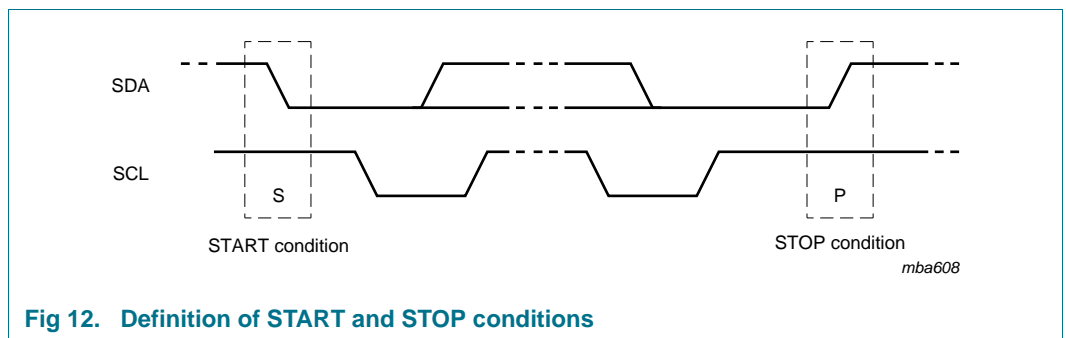 SDA
SCL
S
P
START condition
STOP condition
mba608
Fig 12. Definition of START and STOP conditions